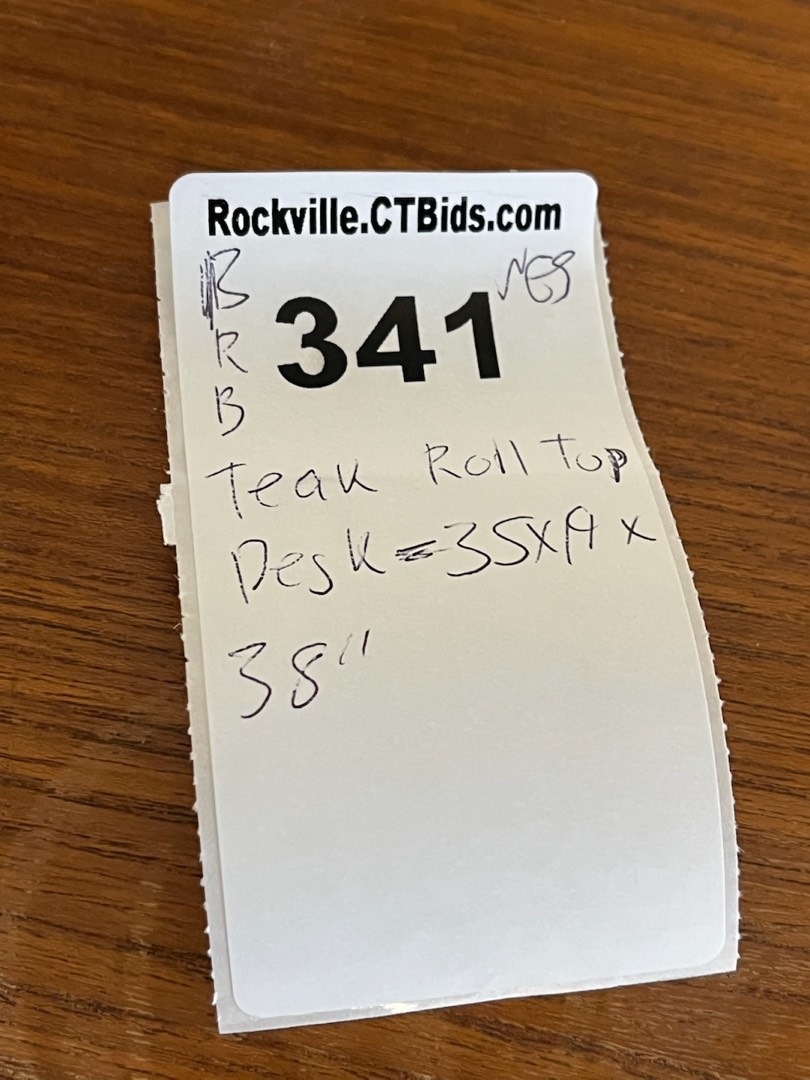 Rockville.CTBids.com
B
341
R
B
Teak Roll Top
Desk = 35x19 x
38"